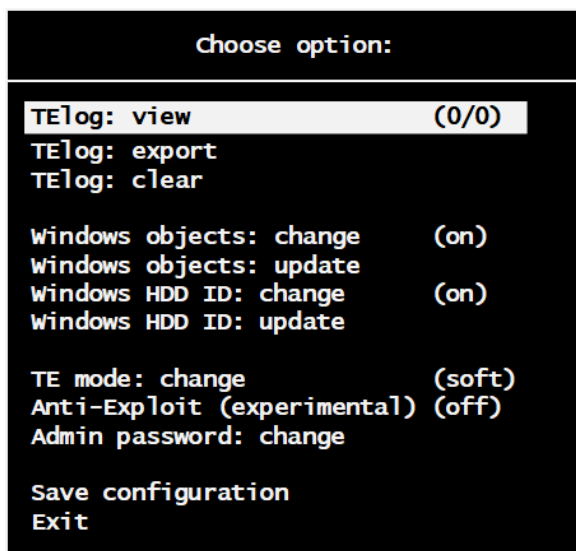 Choose option:
TElog: view (0/0)
TElog: export
TElog: clear
Windows objects: change (on)
Windows objects: update
Windows HDD ID: change (on)
Windows HDD ID: update
TE mode: change (soft)
Anti-Exploit (experimental) (off)
Admin password: change
Save configuration
Exit